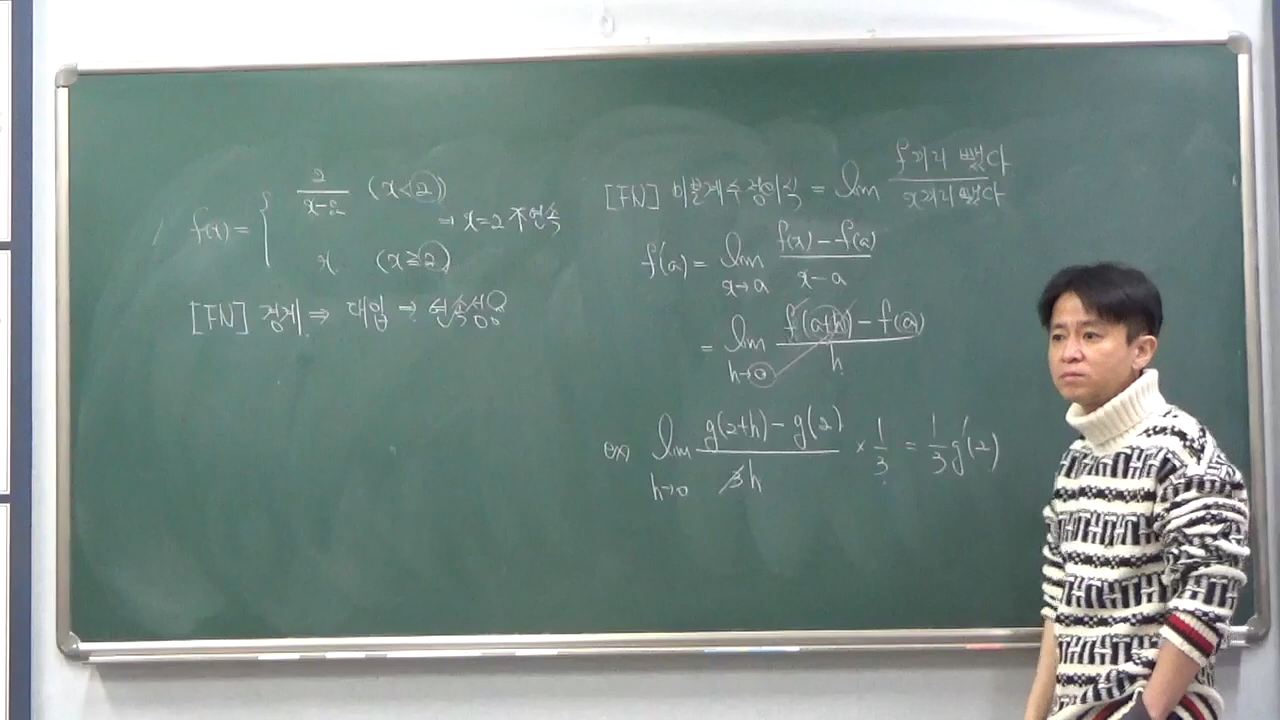 f(x) = { 2/(x-2) (x<2)
x (x≧2)
⇒ x=2 不연속
[FN] 경계 ⇒ 대입 ⇒ 연속성○○
[FN] 미분계수정의식 = lim f끼리 뺐다/x끼리 뺐다
f'(a) = lim x→a (f(x)-f(a))/(x-a)
= lim h→0 (f(a+h)-f(a))/h
ex) lim h→0 (g(2+h)-g(2))/3h × 1/3 = 1/3 g'(2)